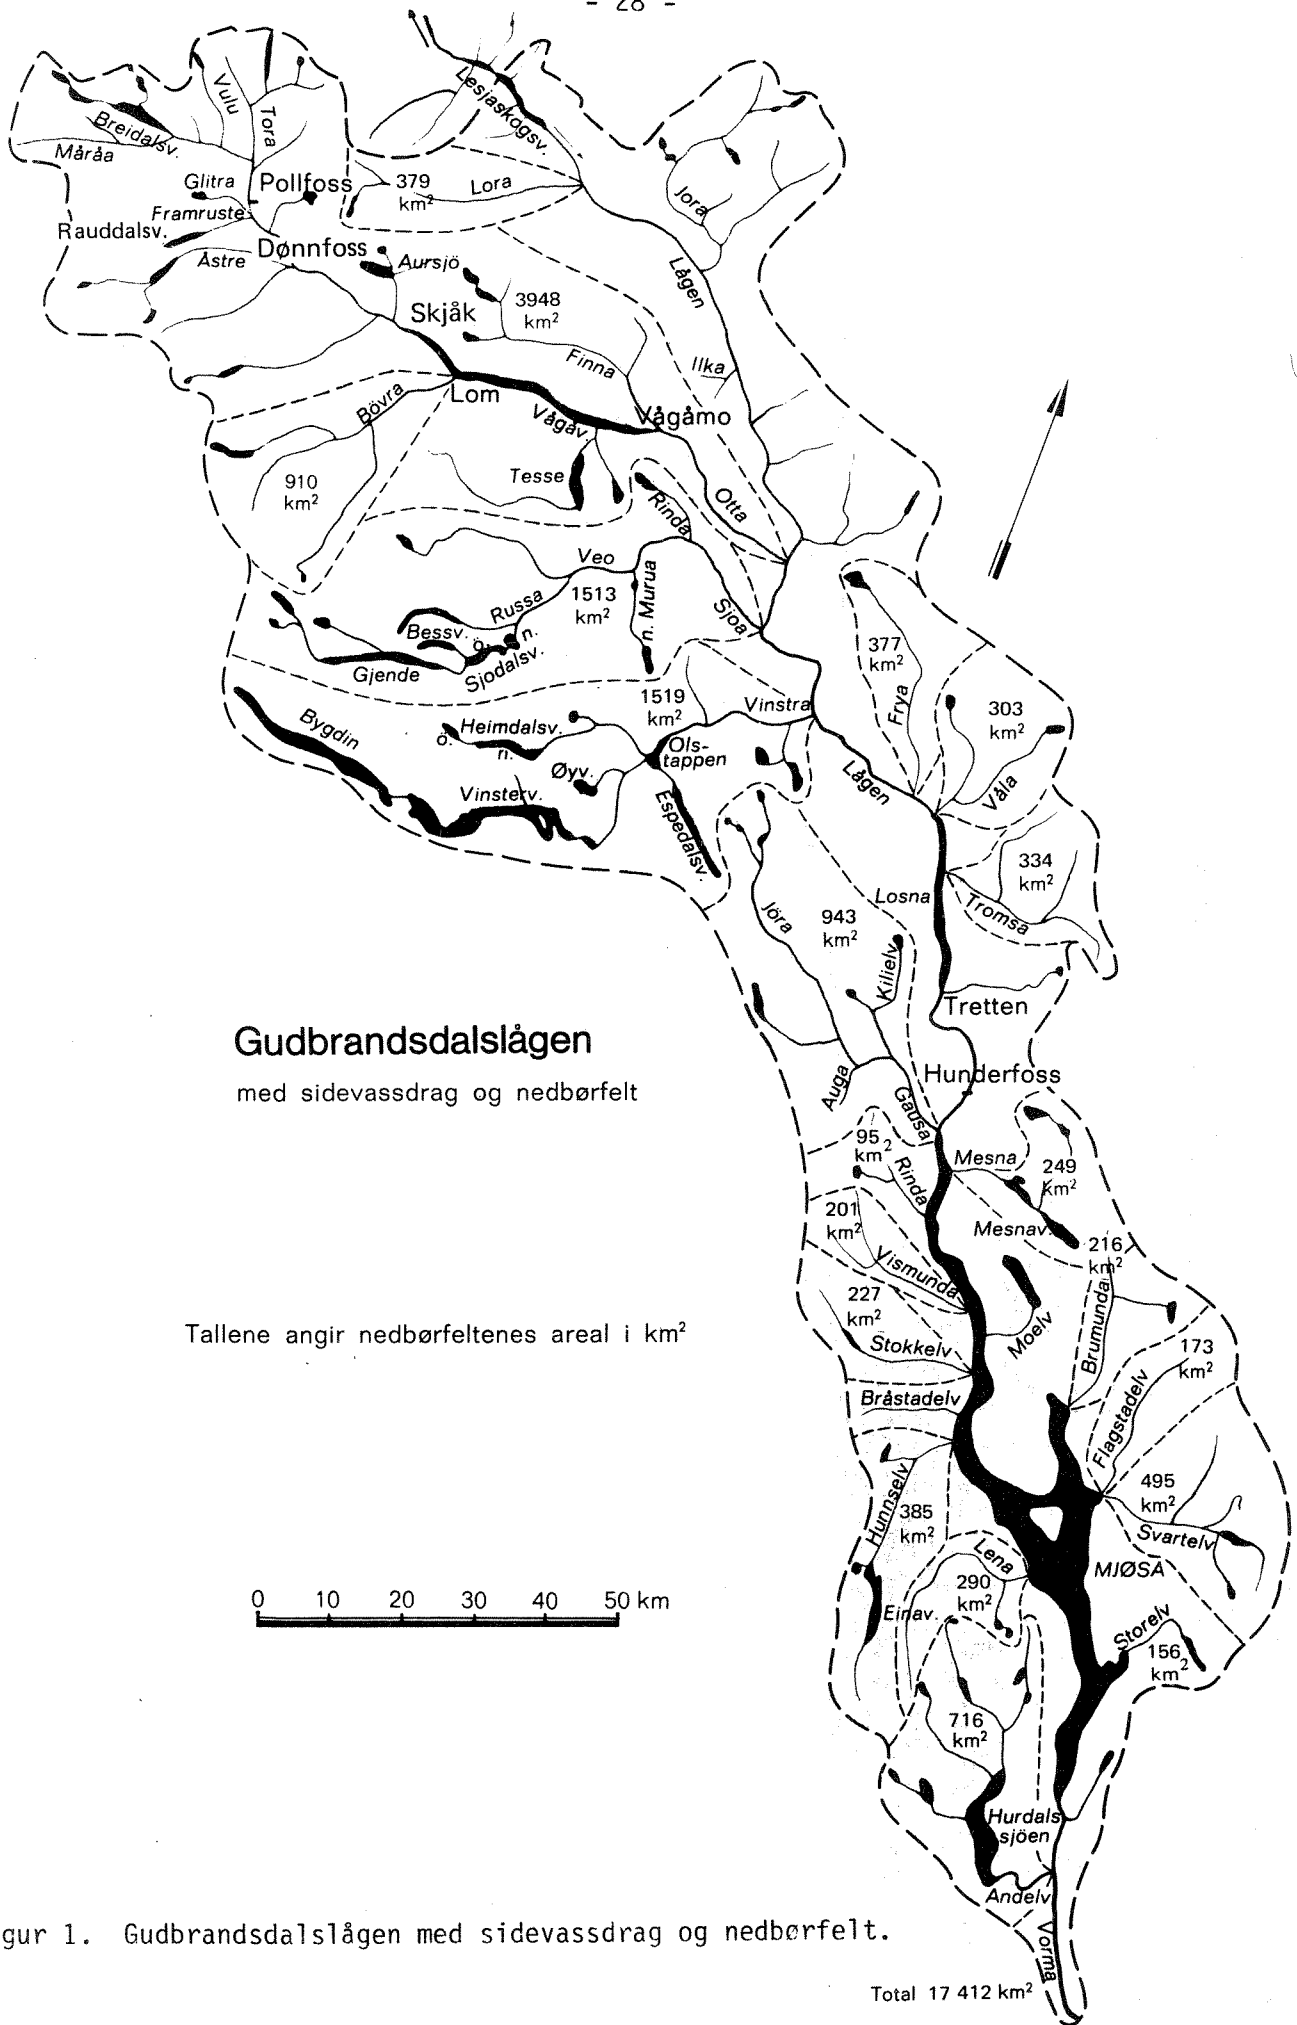 - 28 -
Lesjaskogsv.
Vulu
Tora
Breidalsv.
Måråa
Glitra
Pollfoss
379
km²
Lora
Jora
Framruste
Rauddalsv.
Dønnfoss
Åstre
Aursjö
Lågen
Skjåk
3948
km²
Finna
Ilka
Bövra
Lom
Vågåmo
Vågåv.
910
km²
Tesse
Rinda
Otta
Veo
1513
km²
Russa
n. Murua
Sjoa
Bessv.
ö.
n.
Sjodalsv.
Gjende
377
km²
Frya
303
km²
1519
km²
Vinstra
Bygdin
Heimdalsv.
ö.
n.
Ols-
tappen
Øyv.
Vinsterv.
Espedalsv.
Lågen
Våla
334
km²
Losna
Tromsa
943
km²
Jöra
Kilielv
Tretten
Gudbrandsdalslågen
med sidevassdrag og nedbørfelt
Hunderfoss
Auga
Gausa
95
km²
Rinda
Mesna
249
km²
Mesnav.
201
km²
Vismunda
216
km²
227
km²
Brumunda
Tallene angir nedbørfeltenes areal i km²
Stokkelv
Moelv
173
km²
Bråstadelv
Flagstadelv
Hunnselv
385
km²
495
km²
Svartelv
Lena
290
km²
MJØSA
0 10 20 30 40 50 km
Einav.
Storelv
156
km²
716
km²
Hurdals
sjöen
Andelv
Vorma
gur 1. Gudbrandsdalslågen med sidevassdrag og nedbørfelt.
Total 17 412 km²